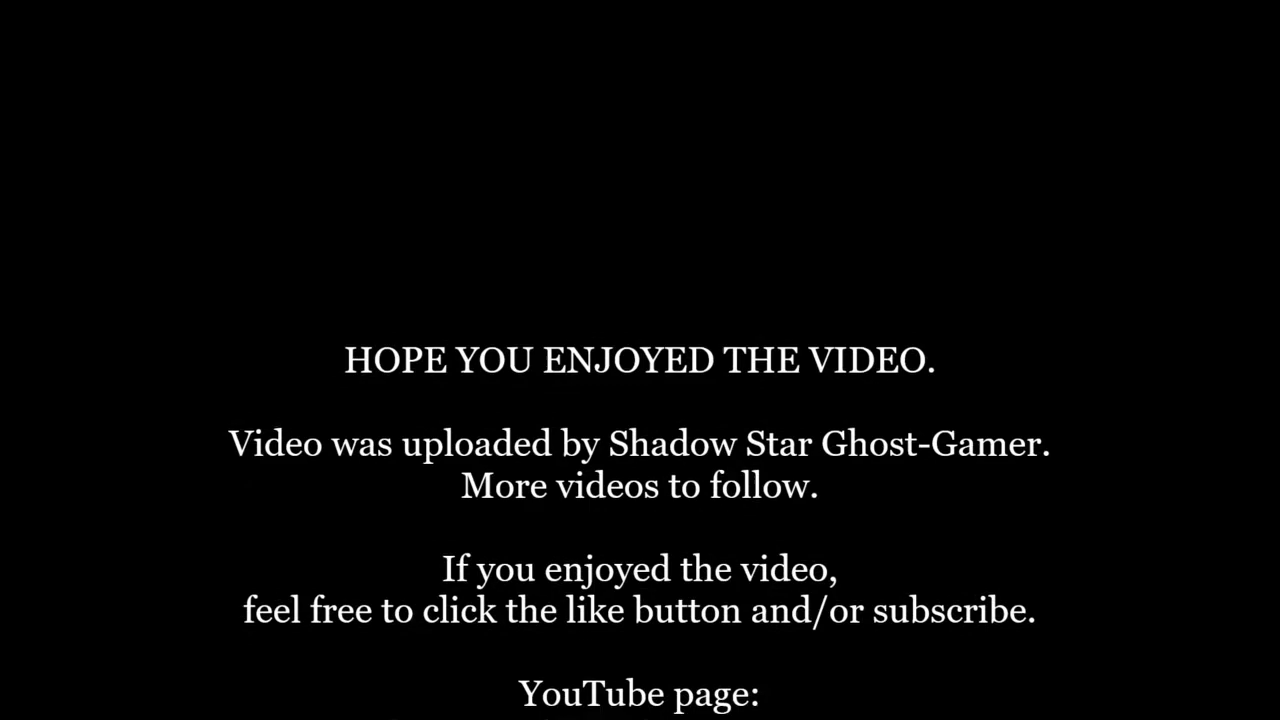 HOPE YOU ENJOYED THE VIDEO.
Video was uploaded by Shadow Star Ghost-Gamer.
More videos to follow.
If you enjoyed the video,
feel free to click the like button and/or subscribe.
YouTube page: